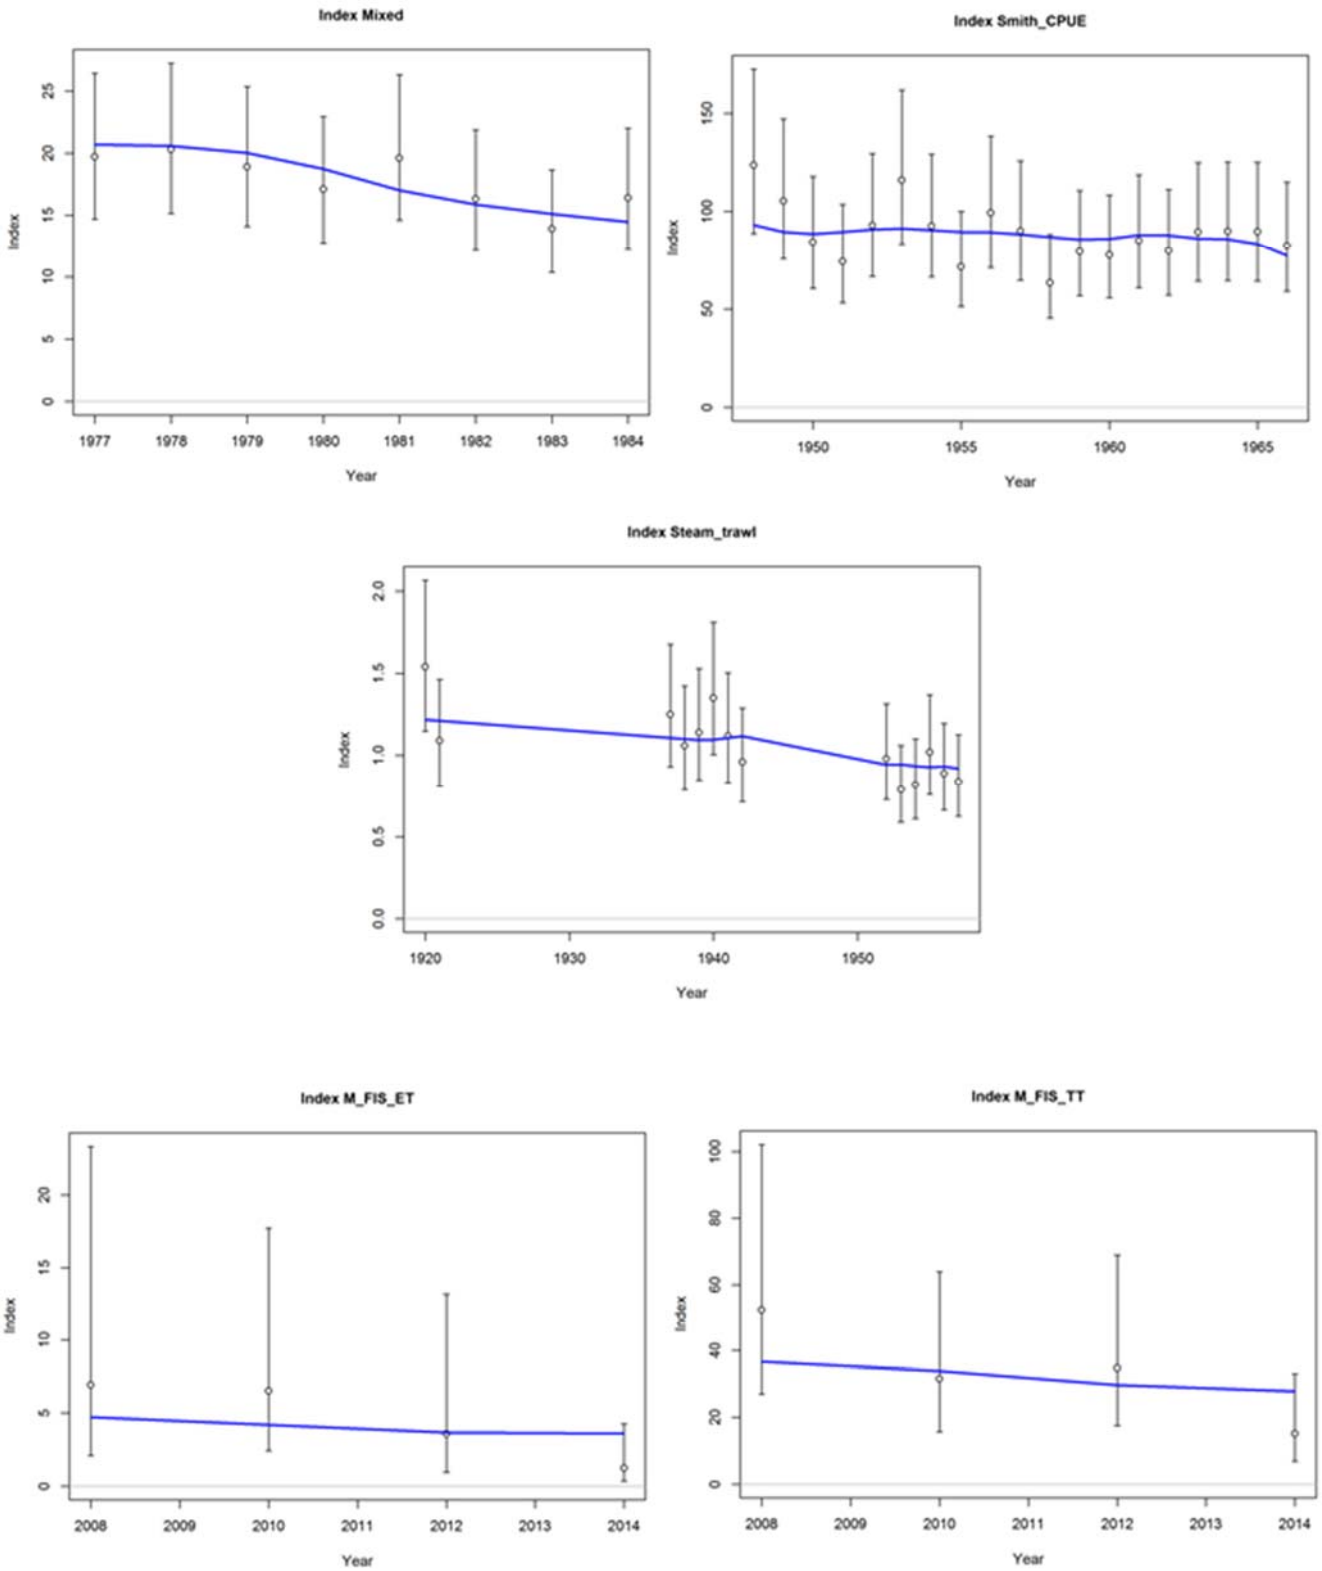 Index Mixed
Index
25
20
15
10
5
0
1977 1978 1979 1980 1981 1982 1983 1984
Year
Index Smith_CPUE
Index
150
100
50
0
1950 1955 1960 1965
Year
Index Steam_trawl
Index
2.0
1.5
1.0
0.5
0.0
1920 1930 1940 1950
Year
Index M_FIS_ET
Index
20
15
10
5
0
2008 2009 2010 2011 2012 2013 2014
Year
Index M_FIS_TT
Index
100
80
60
40
20
0
2008 2009 2010 2011 2012 2013 2014
Year